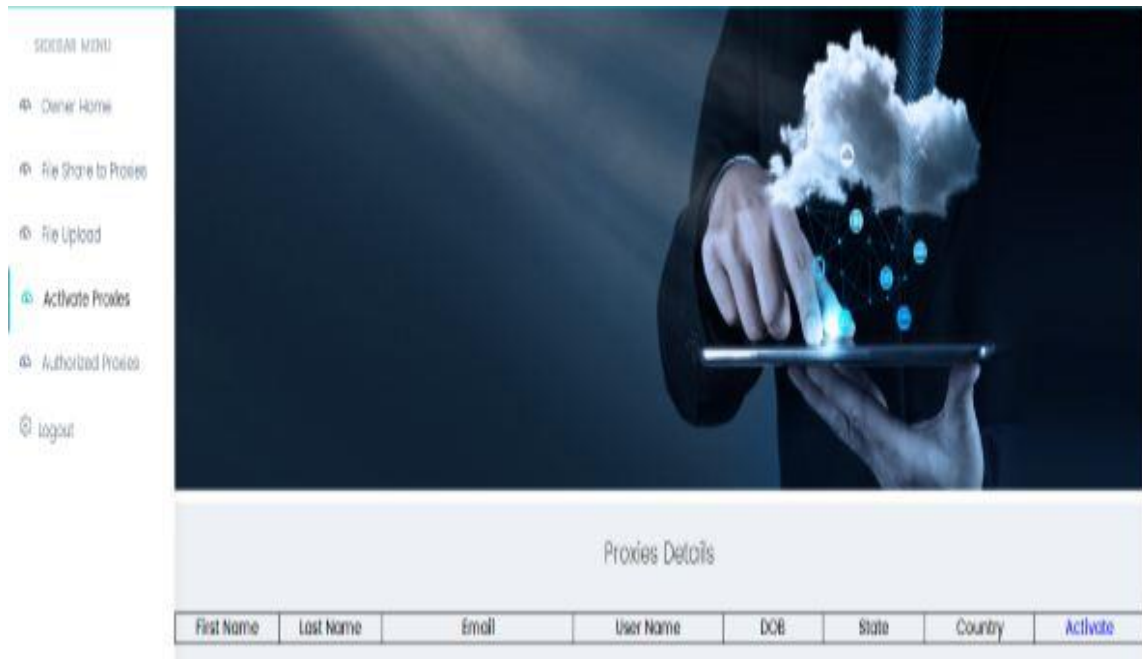 SIDEBAR MENU
Owner Home
File Share to Proxies
File Upload
Activate Proxies
Authorized Proxies
Logout
Proxies Details
First Name Last Name Email User Name DOB State Country Activate